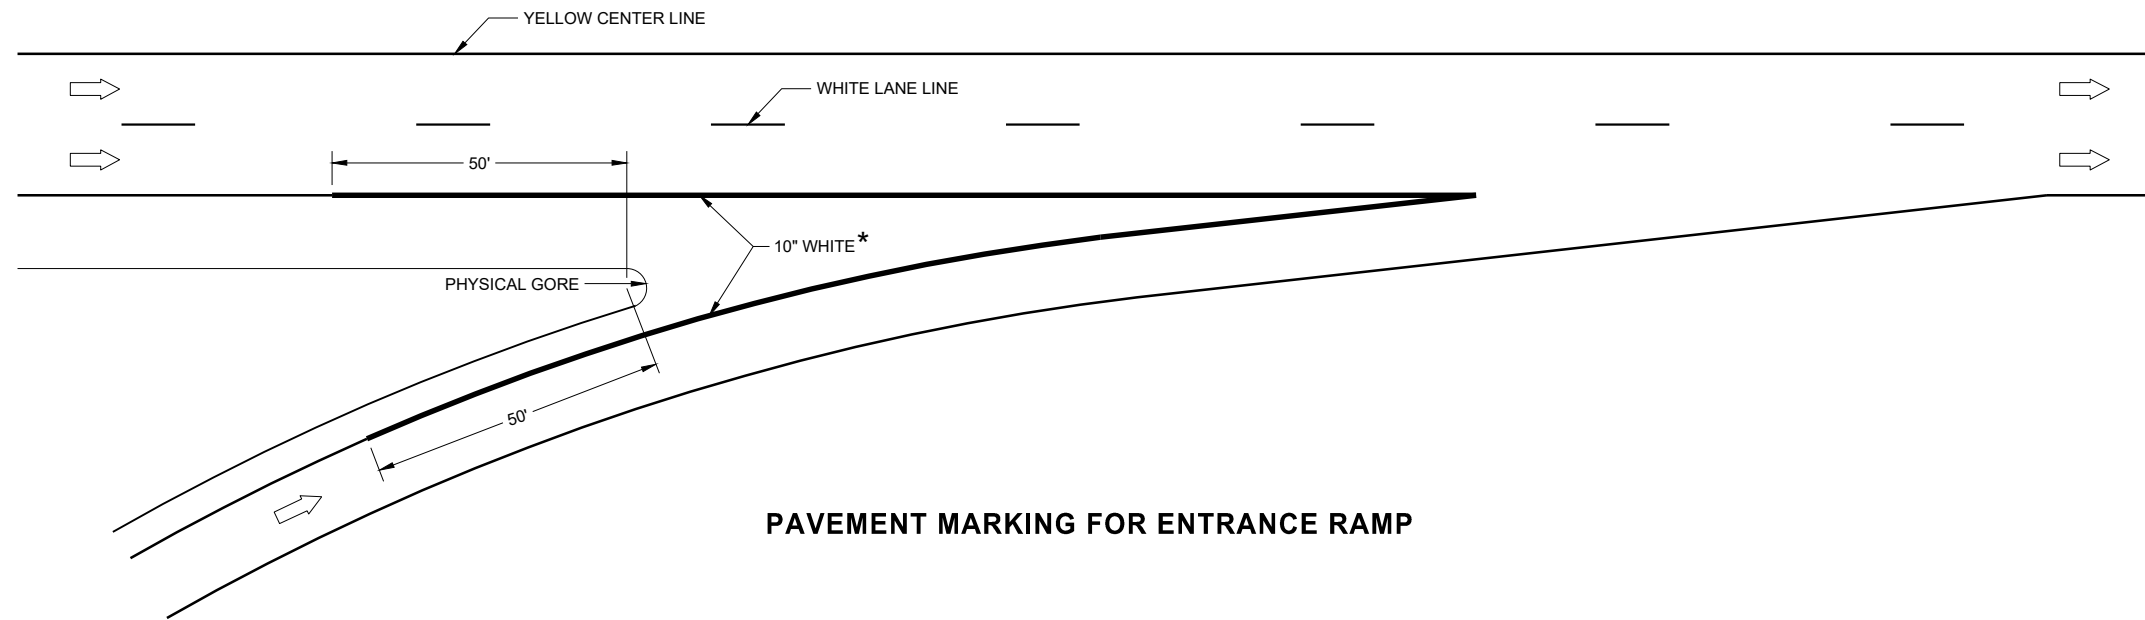 YELLOW CENTER LINE
WHITE LANE LINE
50'
10" WHITE*
PHYSICAL GORE
50'
PAVEMENT MARKING FOR ENTRANCE RAMP